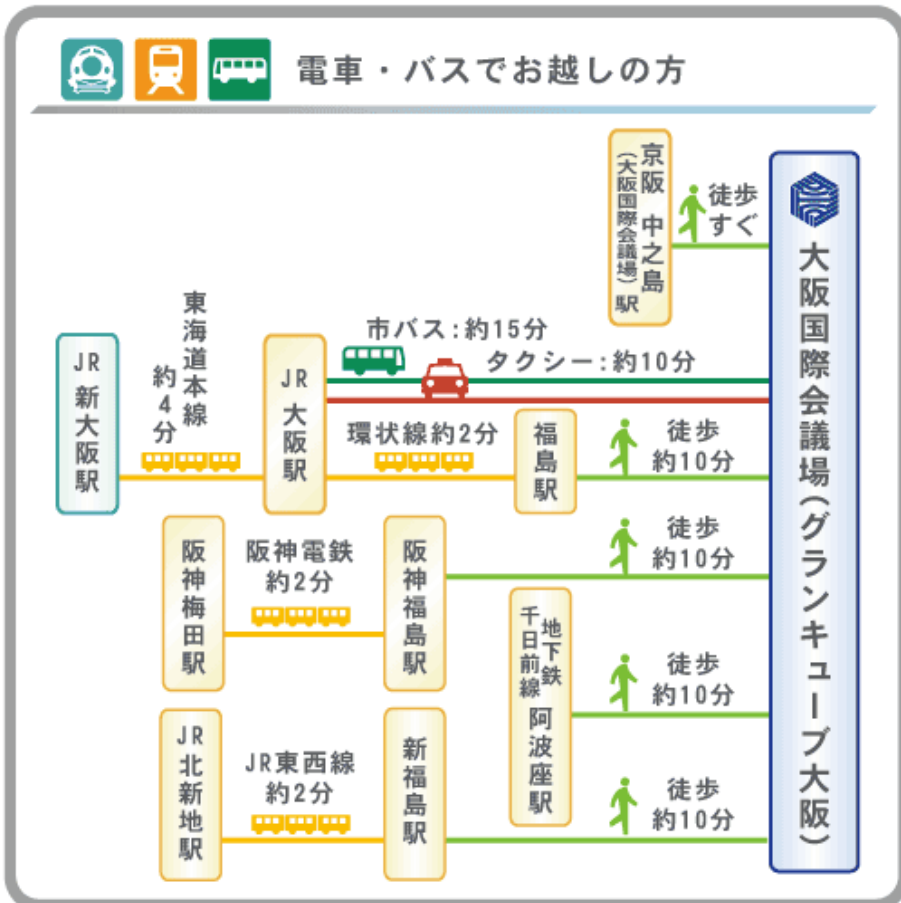 電車・バスでお越しの方
京阪 中之島
(大阪国際会議場)駅
徒歩
すぐ
大阪国際会議場(グランキューブ大阪)
JR 新大阪駅
東海道本線
約4分
JR 大阪駅
市バス:約15分
タクシー:約10分
環状線約2分
福島駅
徒歩
約10分
阪神梅田駅
阪神電鉄
約2分
阪神福島駅
徒歩
約10分
地下鉄
千日前線
阿波座駅
徒歩
約10分
JR 北新地駅
JR東西線
約2分
新福島駅
徒歩
約10分